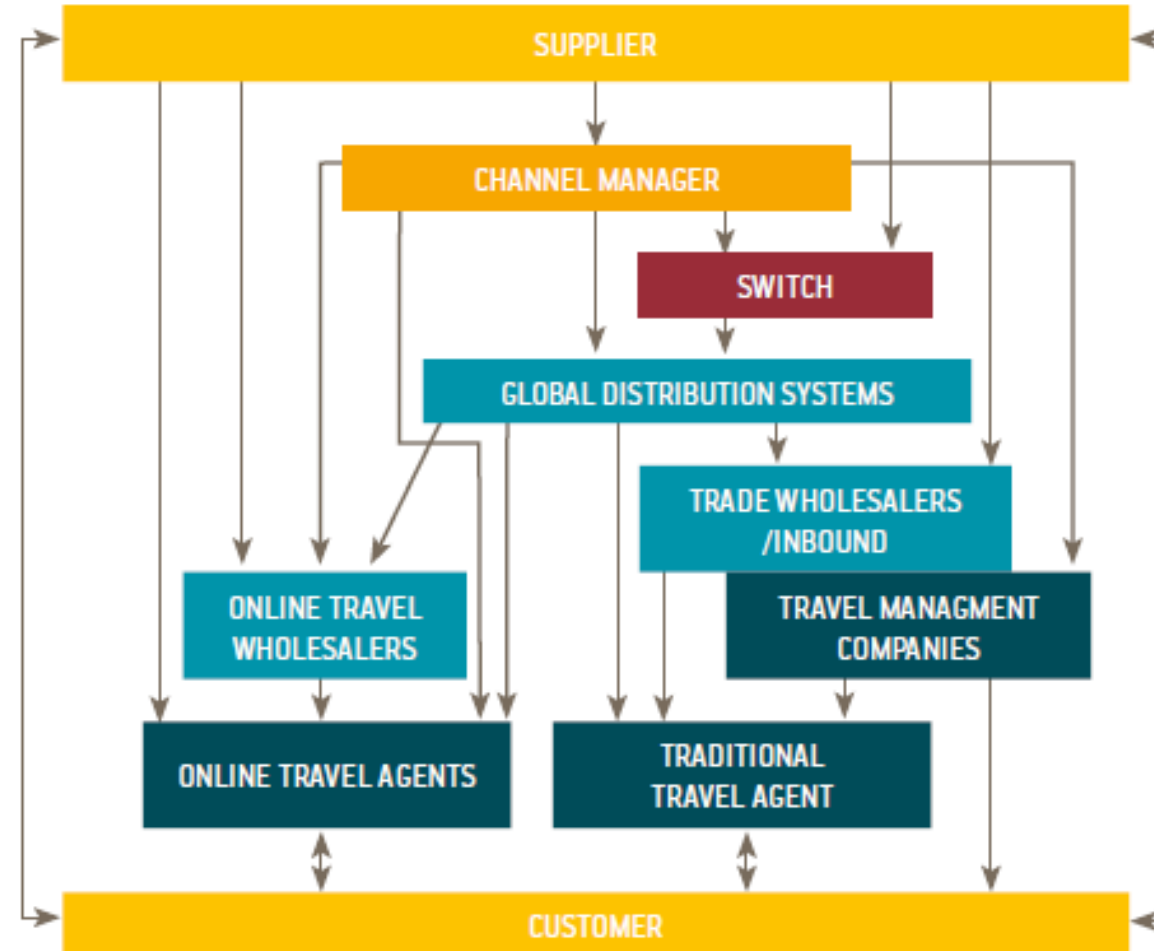 SUPPLIER
CHANNEL MANAGER
SWITCH
GLOBAL DISTRIBUTION SYSTEMS
TRADE WHOLESALERS
/INBOUND
ONLINE TRAVEL
WHOLESALERS
TRAVEL MANAGMENT
COMPANIES
ONLINE TRAVEL AGENTS
TRADITIONAL
TRAVEL AGENT
CUSTOMER